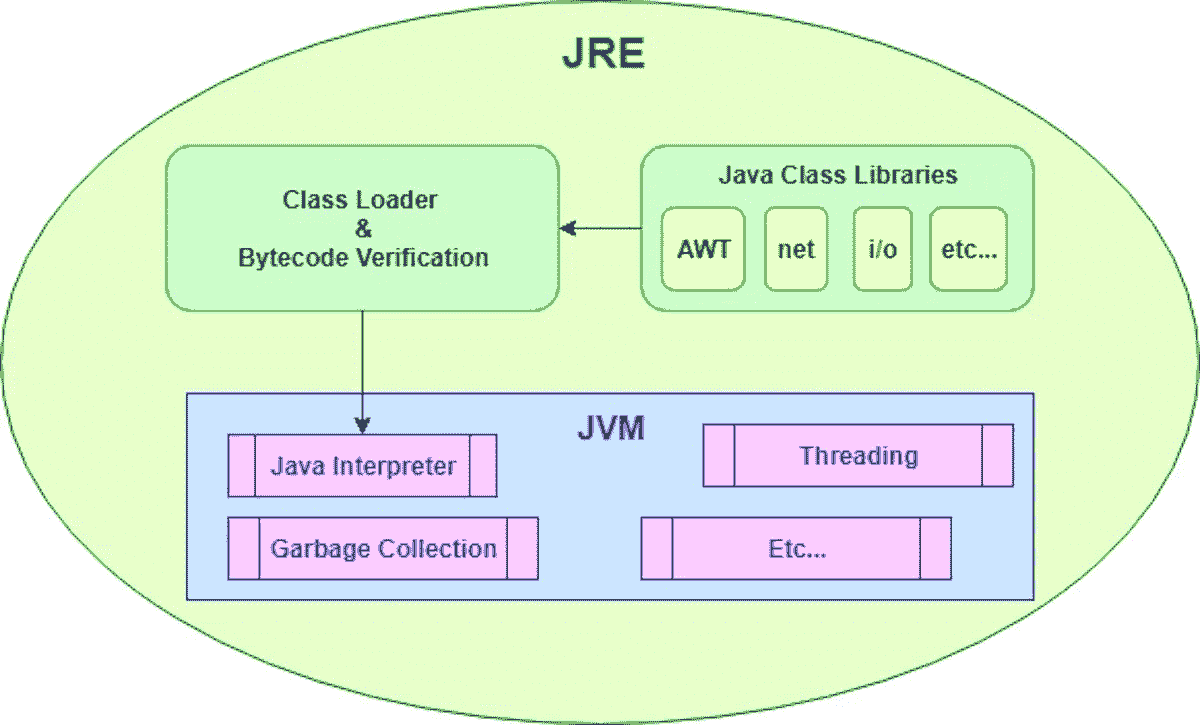 JRE
Class Loader
&
Bytecode Verification
Java Class Libraries
AWT
net
i/o
etc...
JVM
Java Interpreter
Threading
Garbage Collection
Etc...